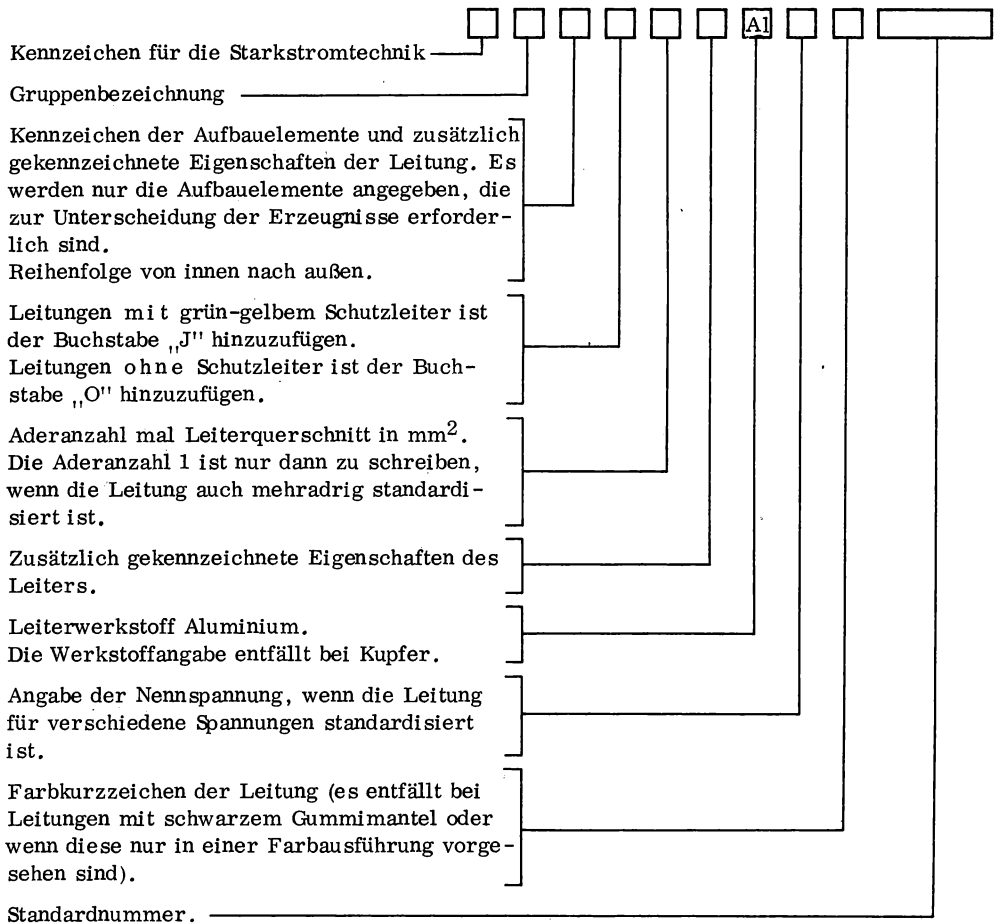 Al
Kennzeichen für die Starkstromtechnik
Gruppenbezeichnung
Kennzeichen der Aufbauelemente und zusätzlich
gekennzeichnete Eigenschaften der Leitung. Es
werden nur die Aufbauelemente angegeben, die
zur Unterscheidung der Erzeugnisse erforder-
lich sind.
Reihenfolge von innen nach außen.
Leitungen mit grün-gelbem Schutzleiter ist
der Buchstabe „J" hinzuzufügen.
Leitungen ohne Schutzleiter ist der Buch-
stabe „O" hinzuzufügen.
Aderanzahl mal Leiterquerschnitt in mm².
Die Aderanzahl 1 ist nur dann zu schreiben,
wenn die Leitung auch mehradrig standardi-
siert ist.
Zusätzlich gekennzeichnete Eigenschaften des
Leiters.
Leiterwerkstoff Aluminium.
Die Werkstoffangabe entfällt bei Kupfer.
Angabe der Nennspannung, wenn die Leitung
für verschiedene Spannungen standardisiert
ist.
Farbkurzzeichen der Leitung (es entfällt bei
Leitungen mit schwarzem Gummimantel oder
wenn diese nur in einer Farbausführung vorge-
sehen sind).
Standardnummer.